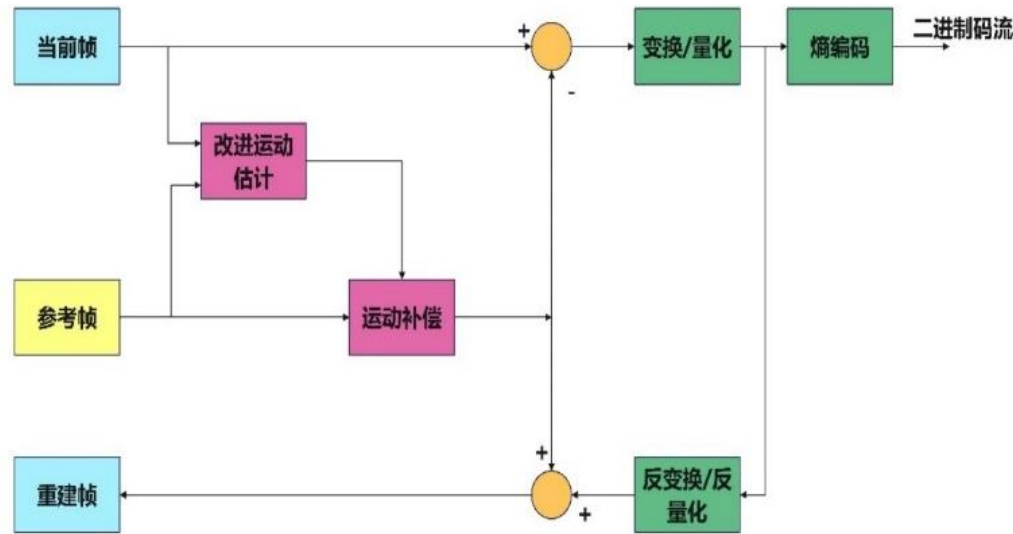 当前帧
+
变换/量化
熵编码
二进制码流
-
改进运动
估计
参考帧
运动补偿
+
重建帧
+
反变换/反
量化